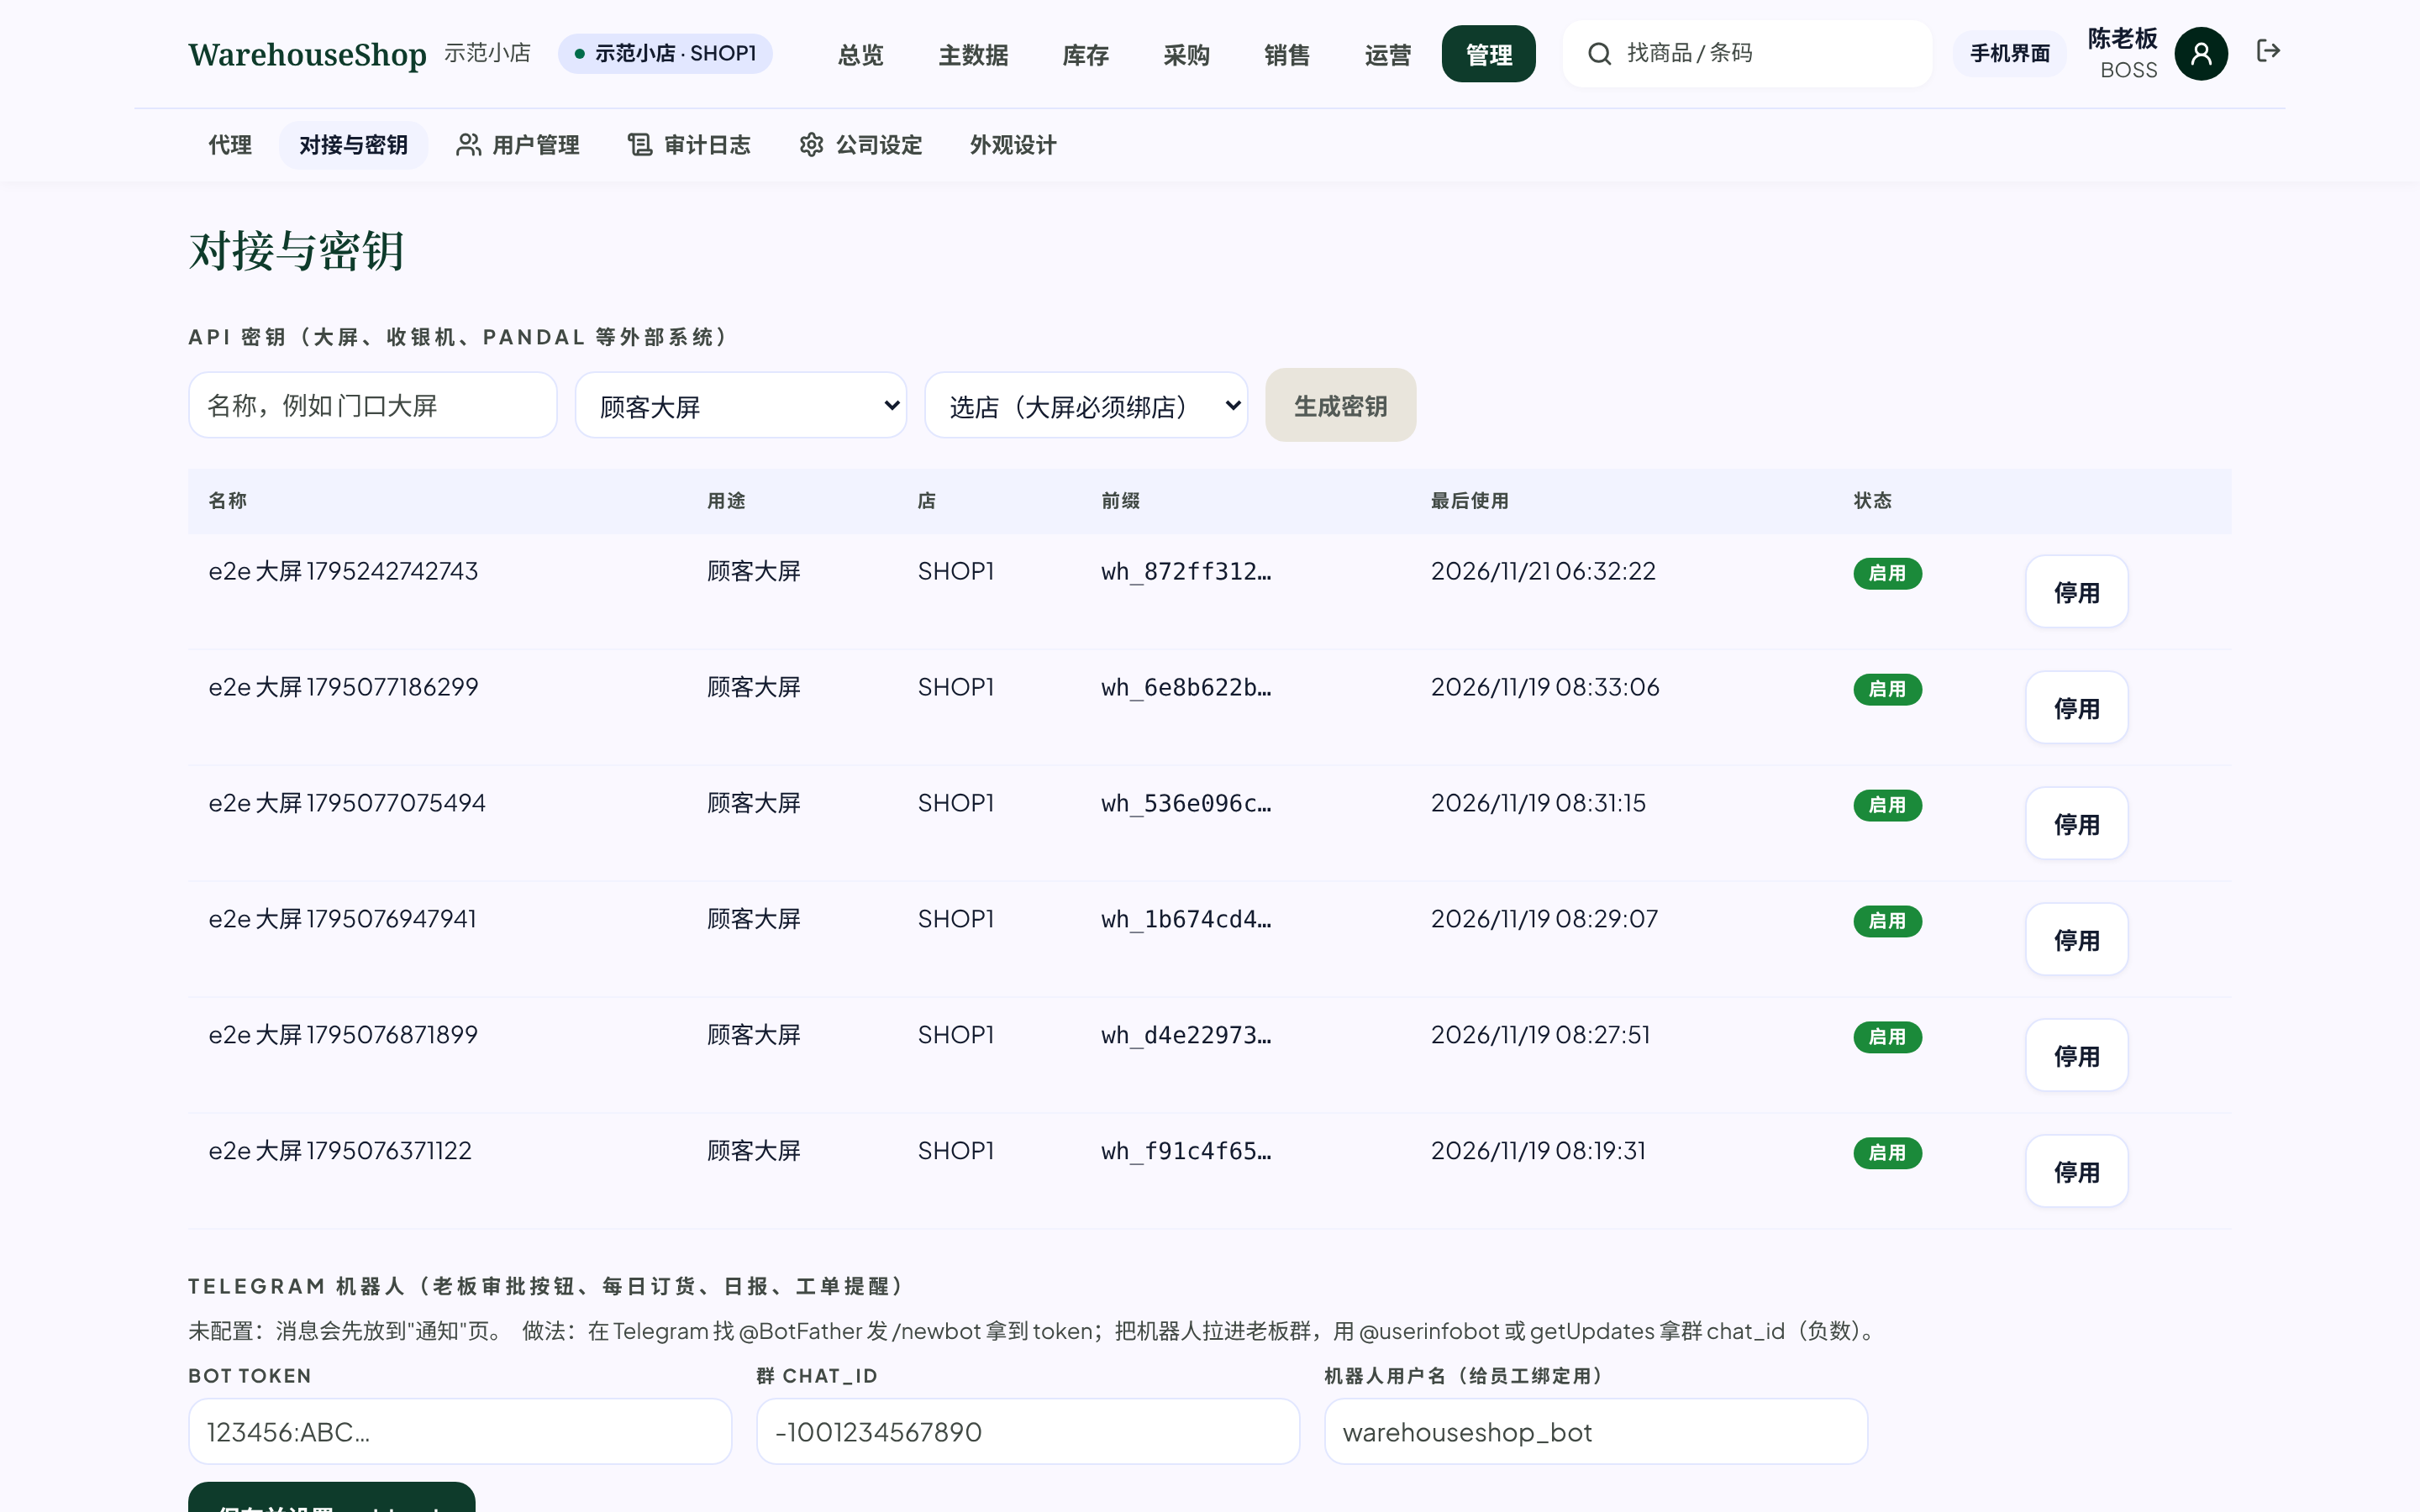 WarehouseShop 示范小店 示范小店 · SHOP1 总览 主数据 库存 采购 销售 运营 管理 找商品 / 条码 手机界面 陈老板
BOSS
代理 对接与密钥 用户管理 审计日志 公司设定 外观设计
对接与密钥
API 密钥（大屏、收银机、PANDAL 等外部系统）
名称，例如 门口大屏 顾客大屏 选店（大屏必须绑店） 生成密钥
名称 用途 店 前缀 最后使用 状态
e2e 大屏 1795242742743 顾客大屏 SHOP1 wh_872ff312… 2026/11/21 06:32:22 启用 停用
e2e 大屏 1795077186299 顾客大屏 SHOP1 wh_6e8b622b… 2026/11/19 08:33:06 启用 停用
e2e 大屏 1795077075494 顾客大屏 SHOP1 wh_536e096c… 2026/11/19 08:31:15 启用 停用
e2e 大屏 1795076947941 顾客大屏 SHOP1 wh_1b674cd4… 2026/11/19 08:29:07 启用 停用
e2e 大屏 1795076871899 顾客大屏 SHOP1 wh_d4e22973… 2026/11/19 08:27:51 启用 停用
e2e 大屏 1795076371122 顾客大屏 SHOP1 wh_f91c4f65… 2026/11/19 08:19:31 启用 停用
TELEGRAM 机器人（老板审批按钮、每日订货、日报、工单提醒）
未配置：消息会先放到"通知"页。 做法：在 Telegram 找 @BotFather 发 /newbot 拿到 token；把机器人拉进老板群，用 @userinfobot 或 getUpdates 拿群 chat_id（负数）。
BOT TOKEN 群 CHAT_ID 机器人用户名（给员工绑定用）
123456:ABC... -1001234567890 warehouseshop_bot